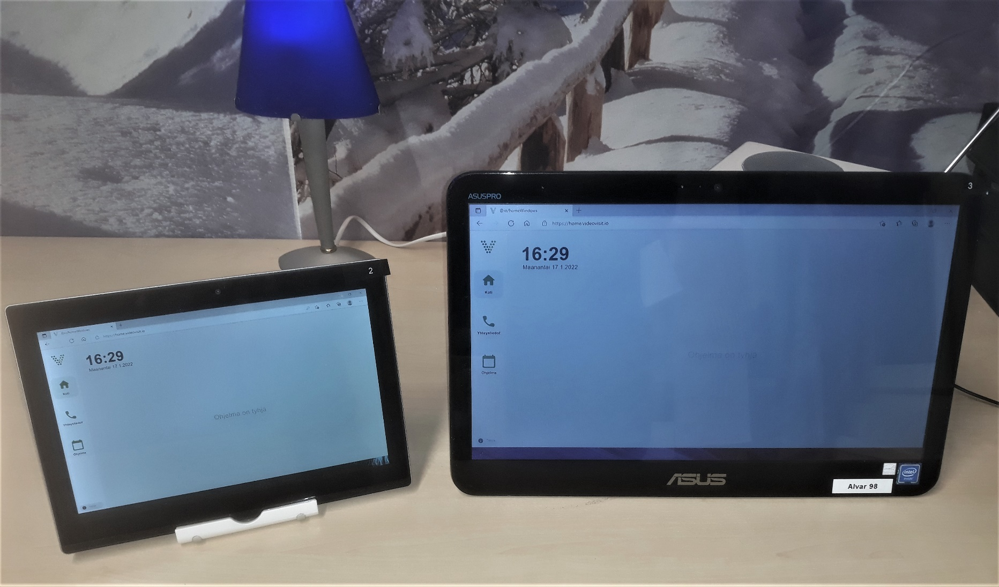 2
@io/homeWindows
https://home.videovisit.io
16:29
Maanantai 17.1.2022
Koti
Yhteystiedot
Ohjelma
Ohjelma on tyhjä
3
ASUSPRO
@io/homeWindows
https://home.videovisit.io
16:29
Maanantai 17.1.2022
Koti
Yhteystiedot
Ohjelma
Ohjelma on tyhjä
ASUS
intel
inside
Alvar 98